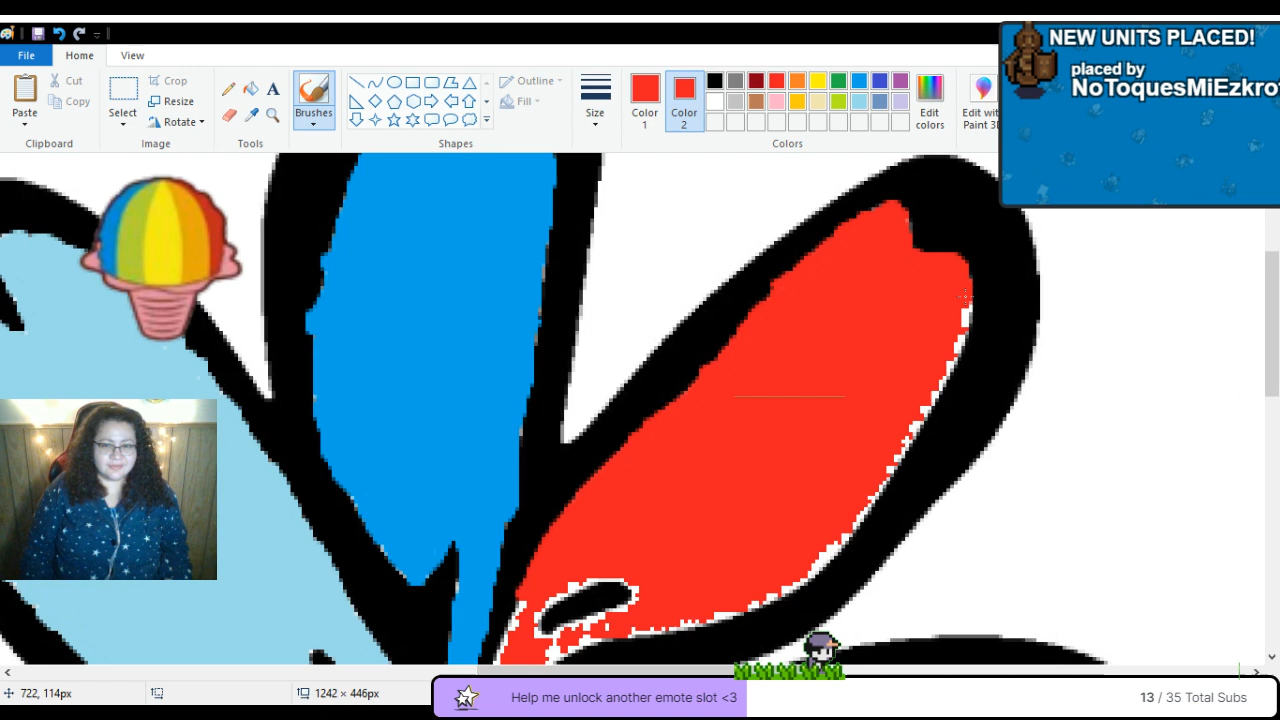 File
Home
View
Paste
Cut
Copy
Clipboard
Select
Crop
Resize
Rotate
Image
A
Tools
Brushes
Shapes
Outline
Fill
Size
Color
1
Color
2
Edit
colors
Edit with
Paint 3D
Colors
NEW UNITS PLACED!
placed by
NoToquesMiEzkrot
722, 114px
1242 × 446px
Help me unlock another emote slot <3
13 / 35 Total Subs